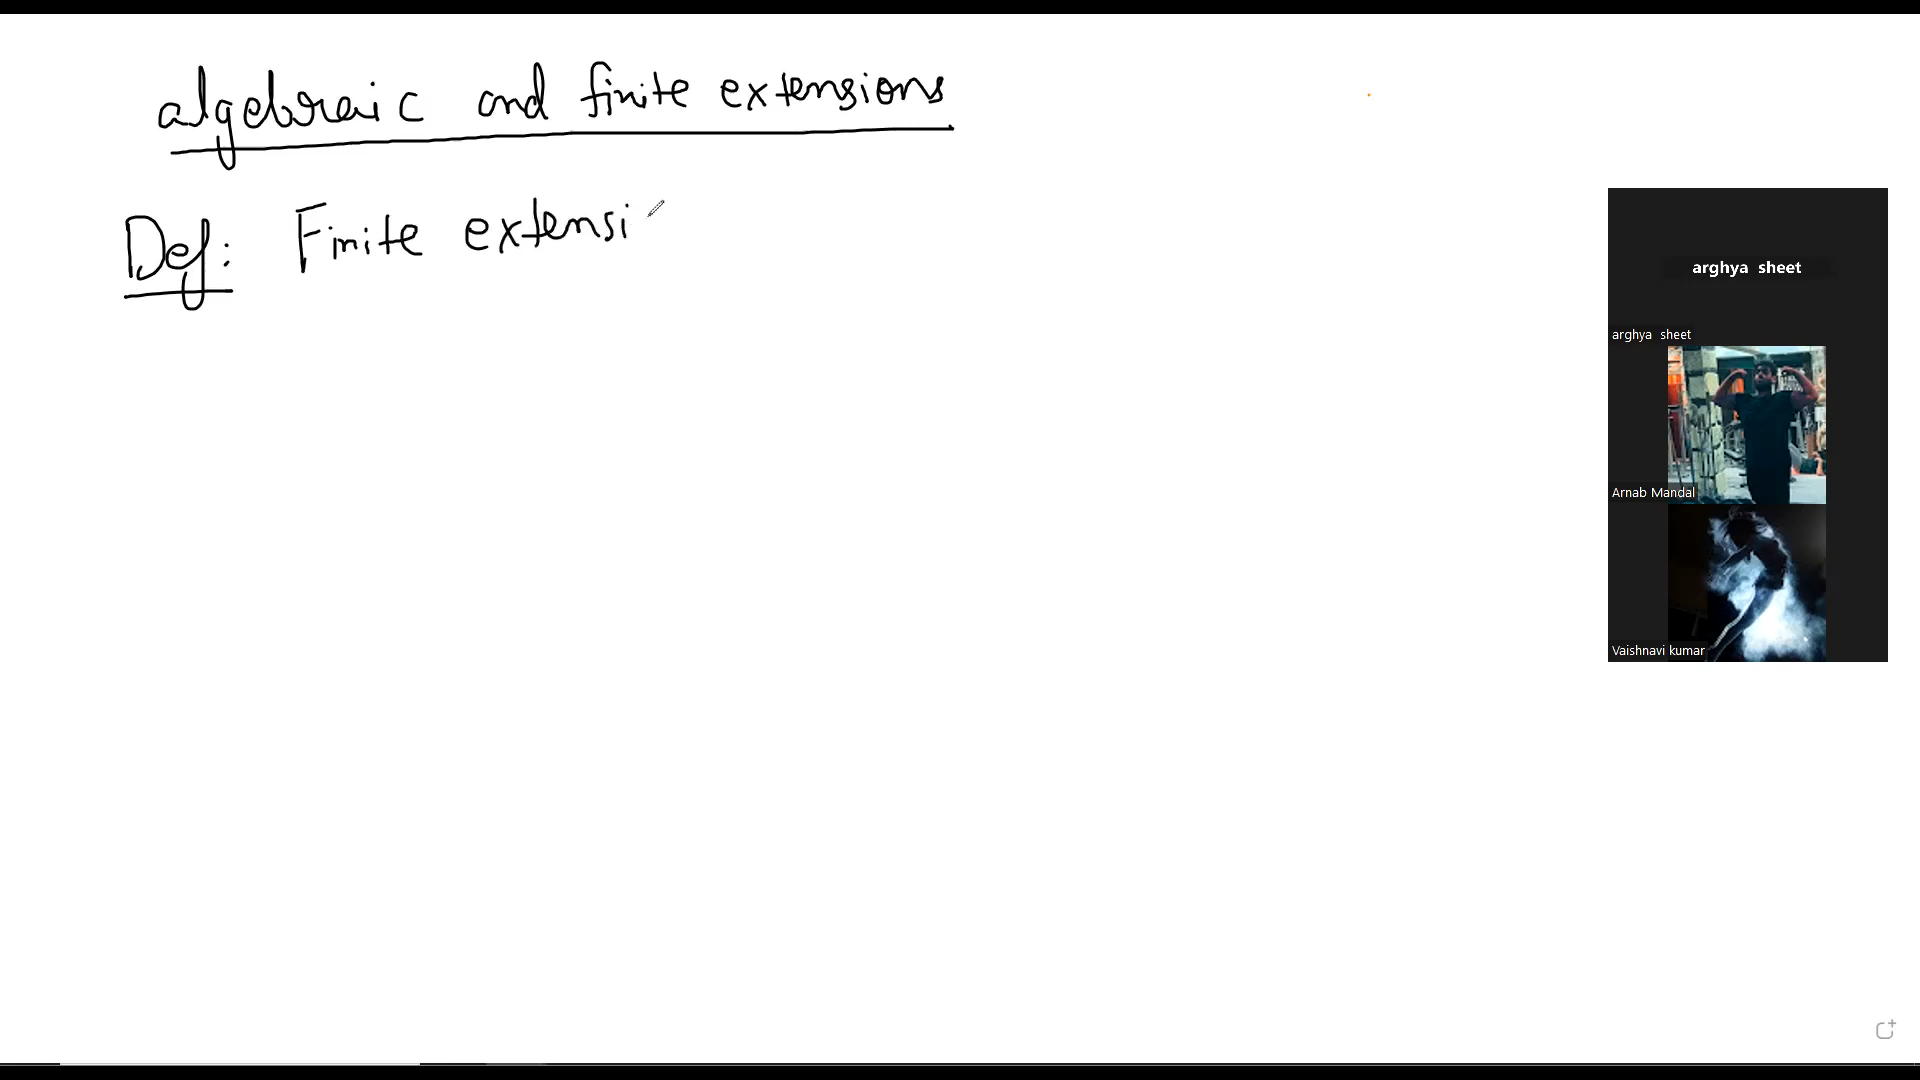 algebraic and finite extensions
Def: Finite extensi
arghya sheet
arghya sheet
Arnab Mandal
Vaishnavi kumar